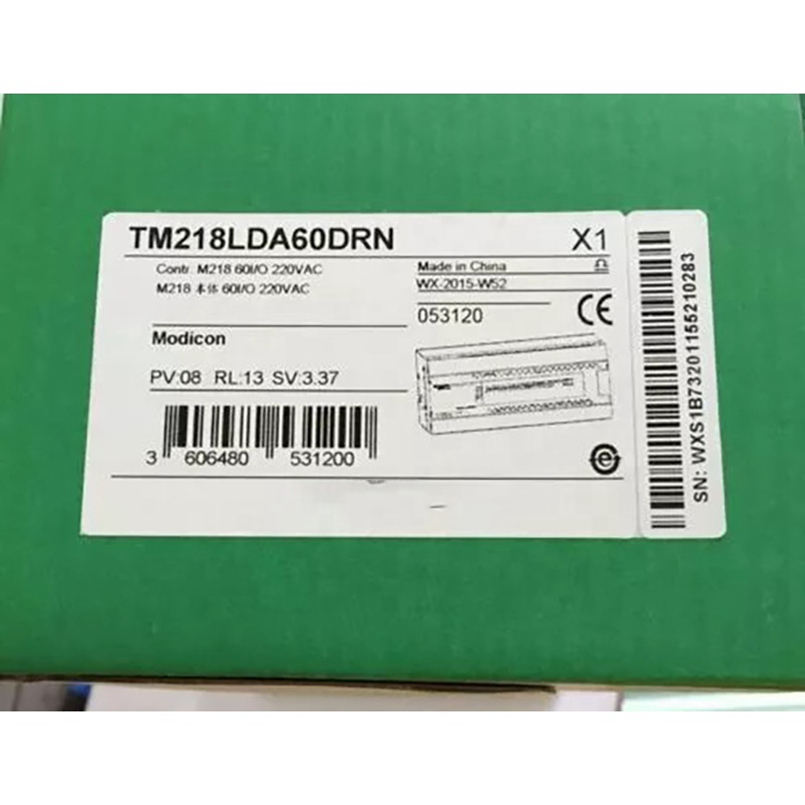 TM218LDA60DRN
X1
Contr. M218 60I/O 220VAC
M218 本体 60I/O 220VAC
Made in China
WX-2015-W52
053120
CE
Modicon
PV:08 RL:13 SV:3.37
3 606480 531200
SN: WXS1B73201155210283